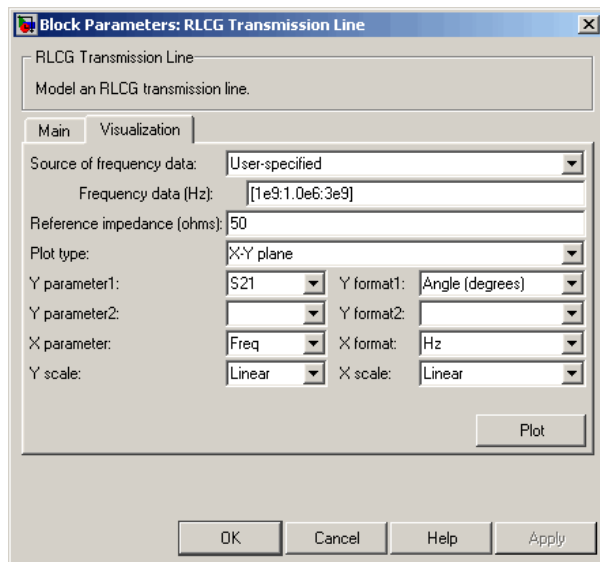 Block Parameters: RLCG Transmission Line
RLCG Transmission Line
Model an RLCG transmission line.
Main Visualization
Source of frequency data: User-specified
Frequency data (Hz): [1e9:1.0e6:3e9]
Reference impedance (ohms): 50
Plot type: X-Y plane
Y parameter1: S21 Y format1: Angle (degrees)
Y parameter2: Y format2:
X parameter: Freq X format: Hz
Y scale: Linear X scale: Linear
Plot
OK Cancel Help Apply